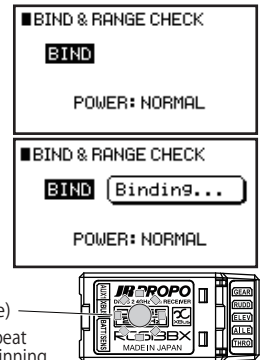 ■BIND & RANGE CHECK
BIND
POWER: NORMAL
■BIND & RANGE CHECK
BIND Binding...
POWER: NORMAL
e)
peat
inning
JR PROPO
RECEIVER
XBUS
MADE IN JAPAN
GEAR
RUDD
ELEV
AILE
THRO